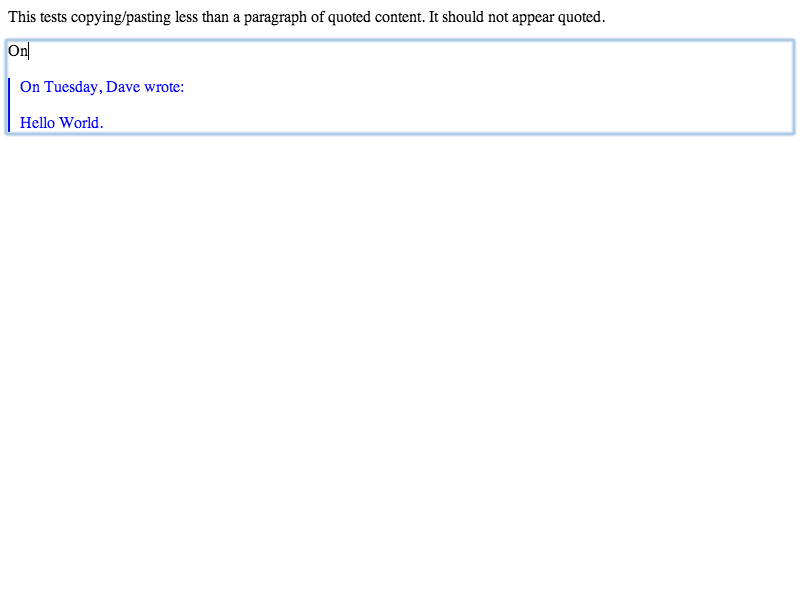 This tests copying/pasting less than a paragraph of quoted content. It should not appear quoted.
On
On Tuesday, Dave wrote:
Hello World.